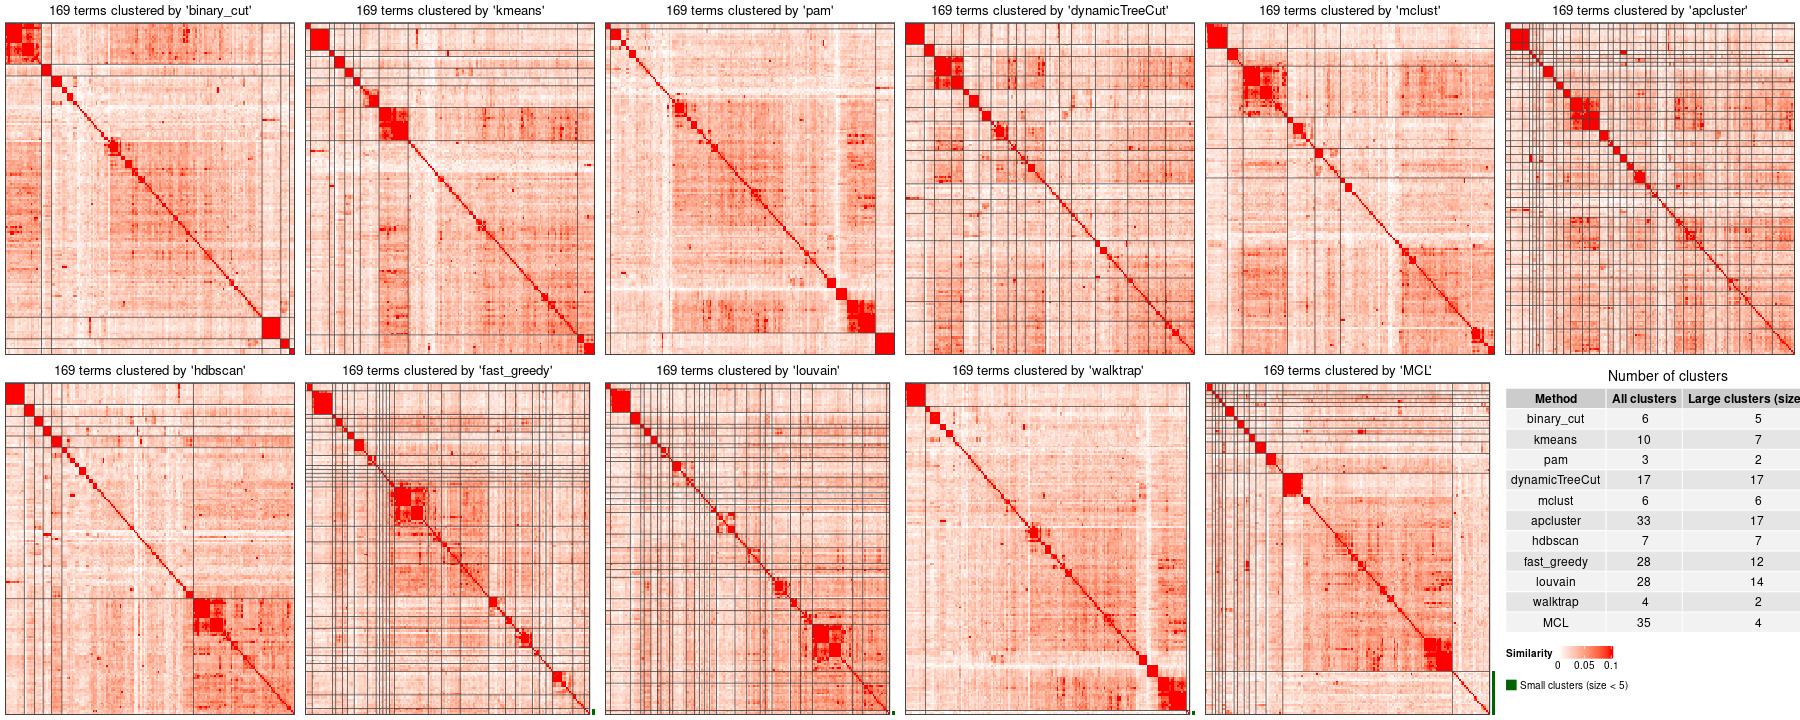 169 terms clustered by 'binary_cut'
169 terms clustered by 'kmeans'
169 terms clustered by 'pam'
169 terms clustered by 'dynamicTreeCut'
169 terms clustered by 'mclust'
169 terms clustered by 'apcluster'
169 terms clustered by 'hdbscan'
169 terms clustered by 'fast_greedy'
169 terms clustered by 'louvain'
169 terms clustered by 'walktrap'
169 terms clustered by 'MCL'
Number of clusters
Method All clusters Large clusters (size
binary_cut 6 5
kmeans 10 7
pam 3 2
dynamicTreeCut 17 17
mclust 6 6
apcluster 33 17
hdbscan 7 7
fast_greedy 28 12
louvain 28 14
walktrap 4 2
MCL 35 4
Similarity
0 0.05 0.1
Small clusters (size < 5)